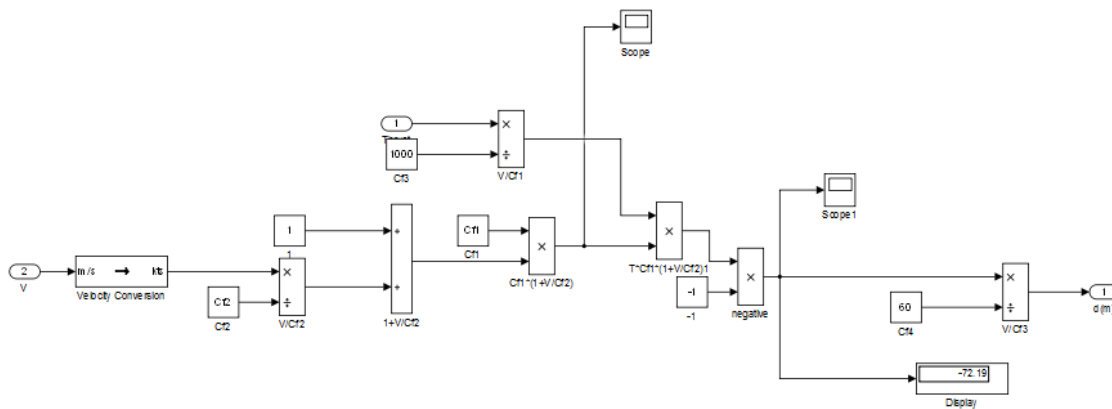 Scope
1
×
÷
1000
Cf3
V/Cf1
Scope1
1
1
+
+
1+V/Cf2
Cf1
Cf1
×
Cf1*(1+V/Cf2)
×
T*Cf1*(1+V/Cf2)1
-1
-1
×
negative
2
V
m/s → kts
Velocity Conversion
Cf2
Cf2
×
÷
V/Cf2
60
Cf4
×
÷
V/Cf3
1
d(m)
-72.19
Display